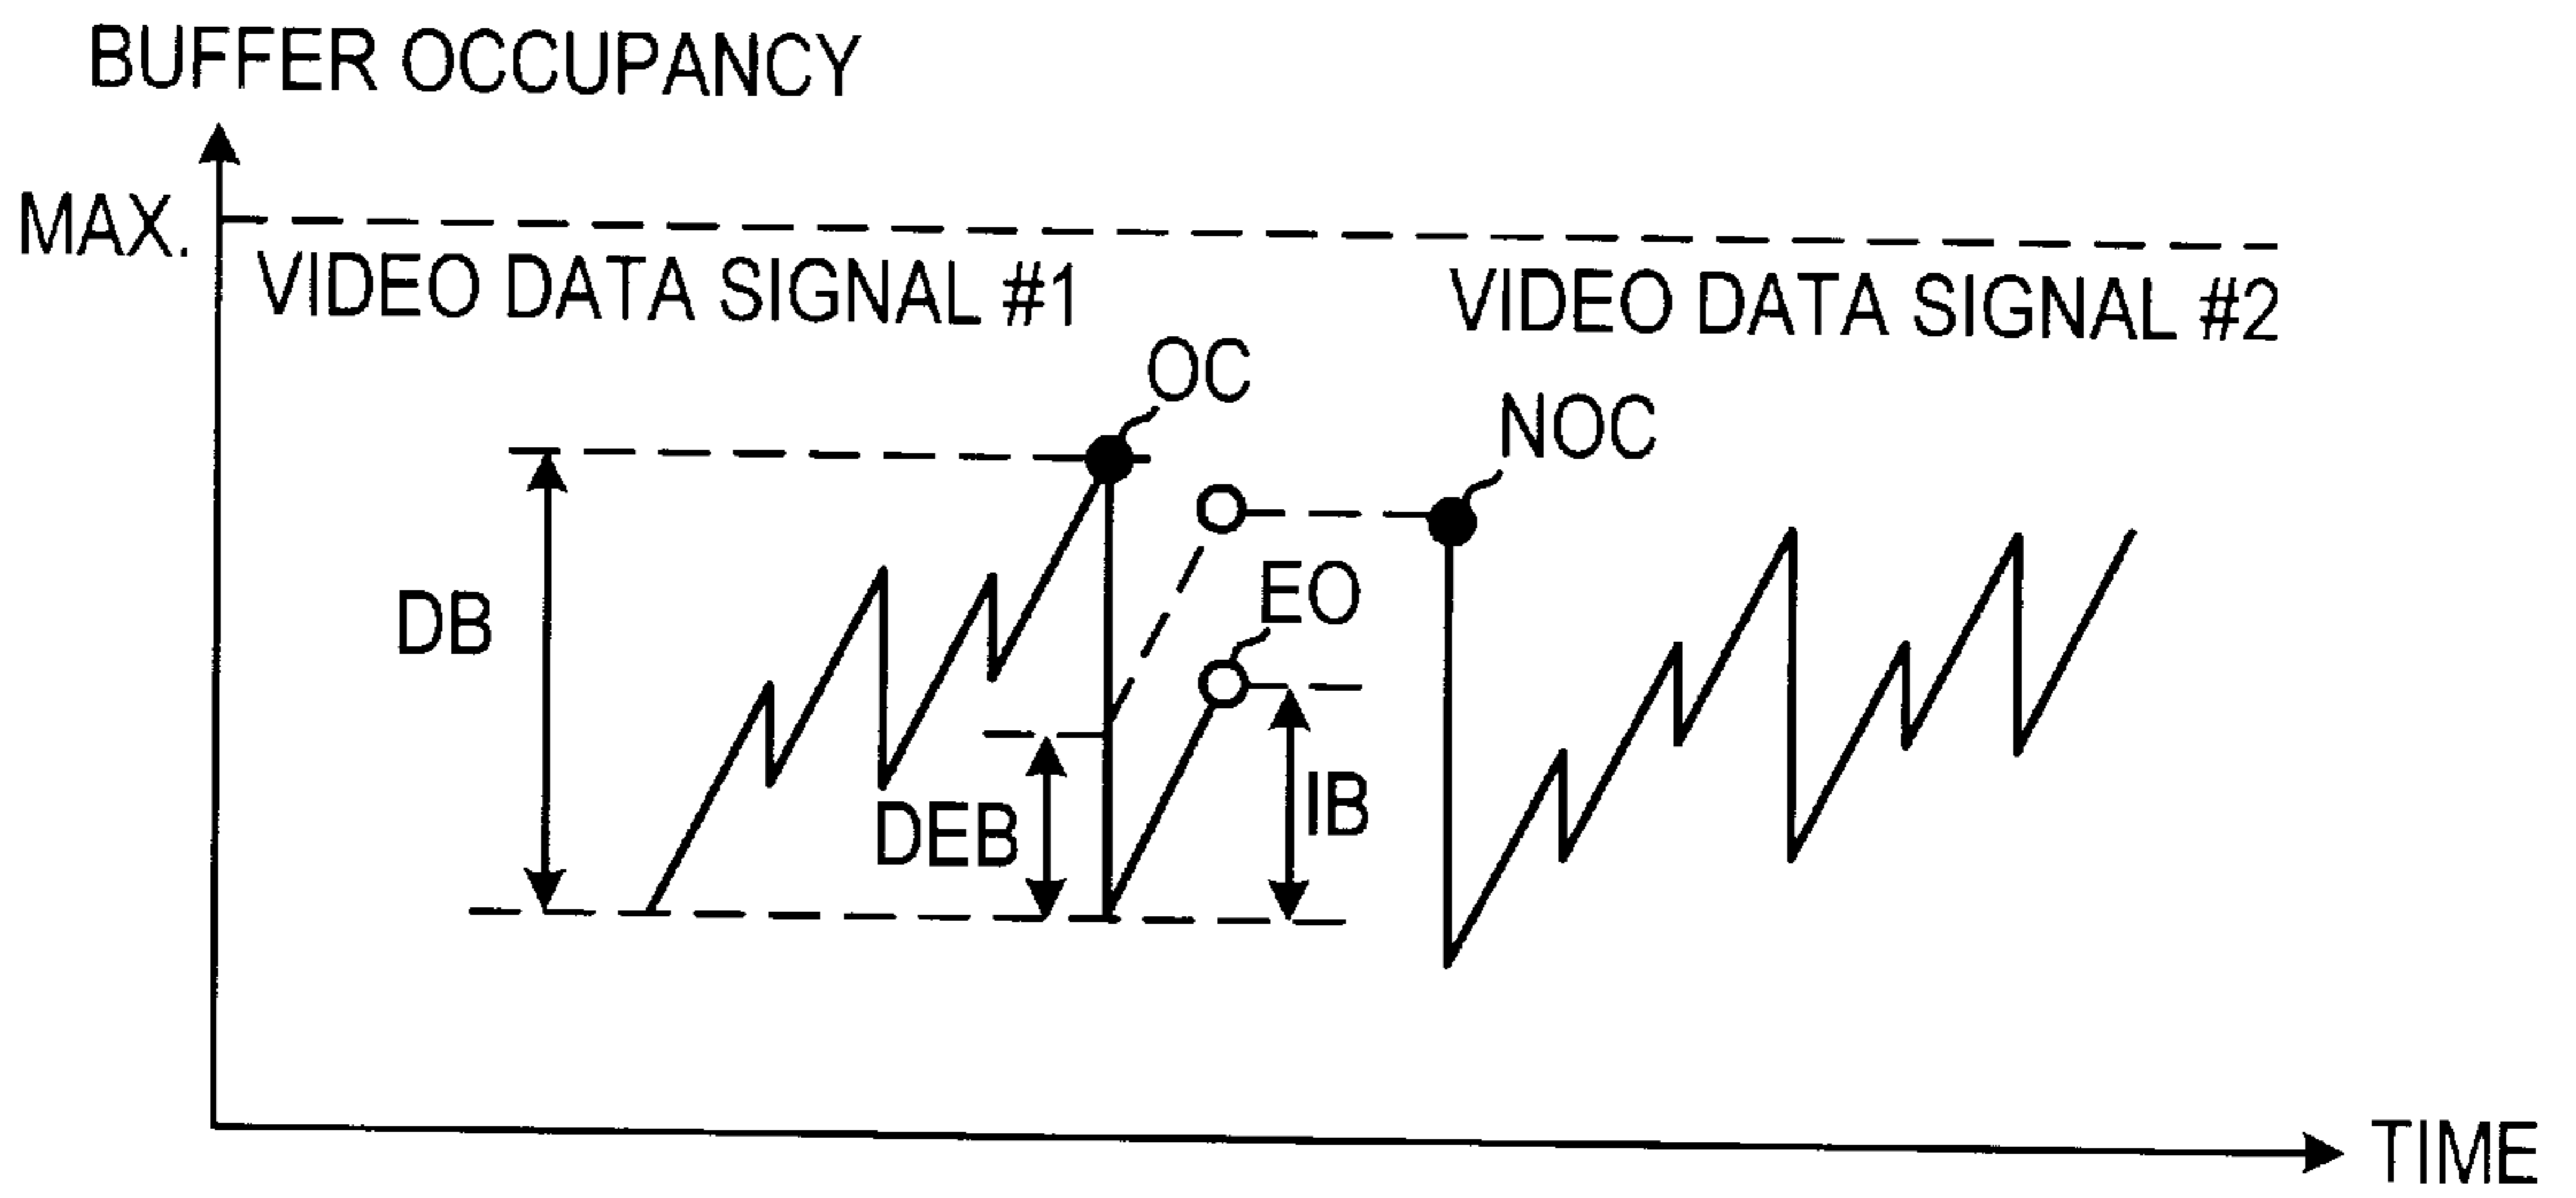 BUFFER OCCUPANCY
MAX.
VIDEO DATA SIGNAL #1
VIDEO DATA SIGNAL #2
OC
NOC
EO
DB
DEB
IB
TIME